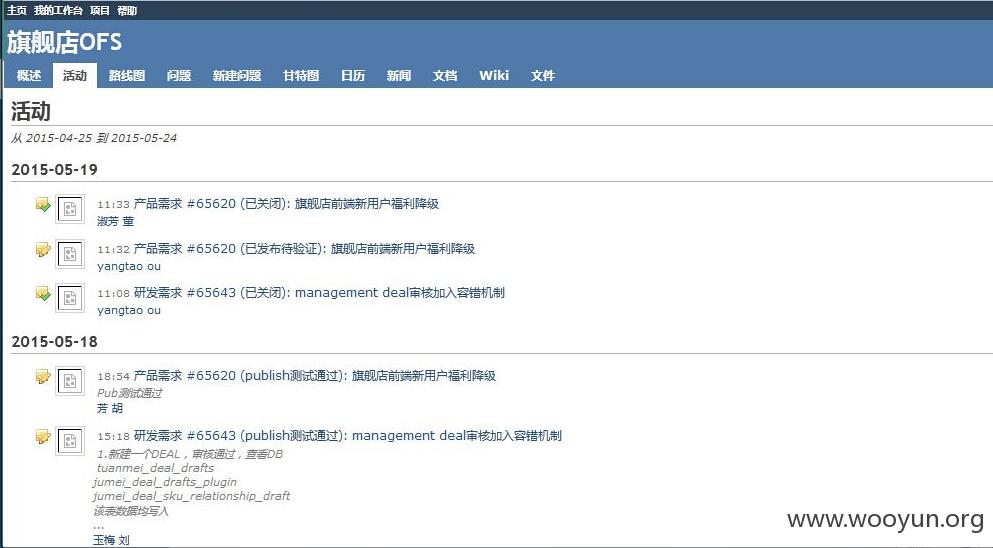 主页 我的工作台 项目 帮助
旗舰店OFS
概述 活动 路线图 问题 新建问题 甘特图 日历 新闻 文档 Wiki 文件
活动
从 2015-04-25 到 2015-05-24
2015-05-19
11:33 产品需求 #65620 (已关闭): 旗舰店前端新用户福利降级
淑芳 董
11:32 产品需求 #65620 (已发布待验证): 旗舰店前端新用户福利降级
yangtao ou
11:08 研发需求 #65643 (已关闭): management deal审核加入容错机制
yangtao ou
2015-05-18
18:54 产品需求 #65620 (publish测试通过): 旗舰店前端新用户福利降级
Pub测试通过
芳 胡
15:18 研发需求 #65643 (publish测试通过): management deal审核加入容错机制
1.新建一个DEAL，审核通过，查看DB
tuanmei_deal_drafts
jumei_deal_drafts_plugin
jumei_deal_sku_relationship_draft
该表数据均写入
...
玉梅 刘
www.wooyun.org